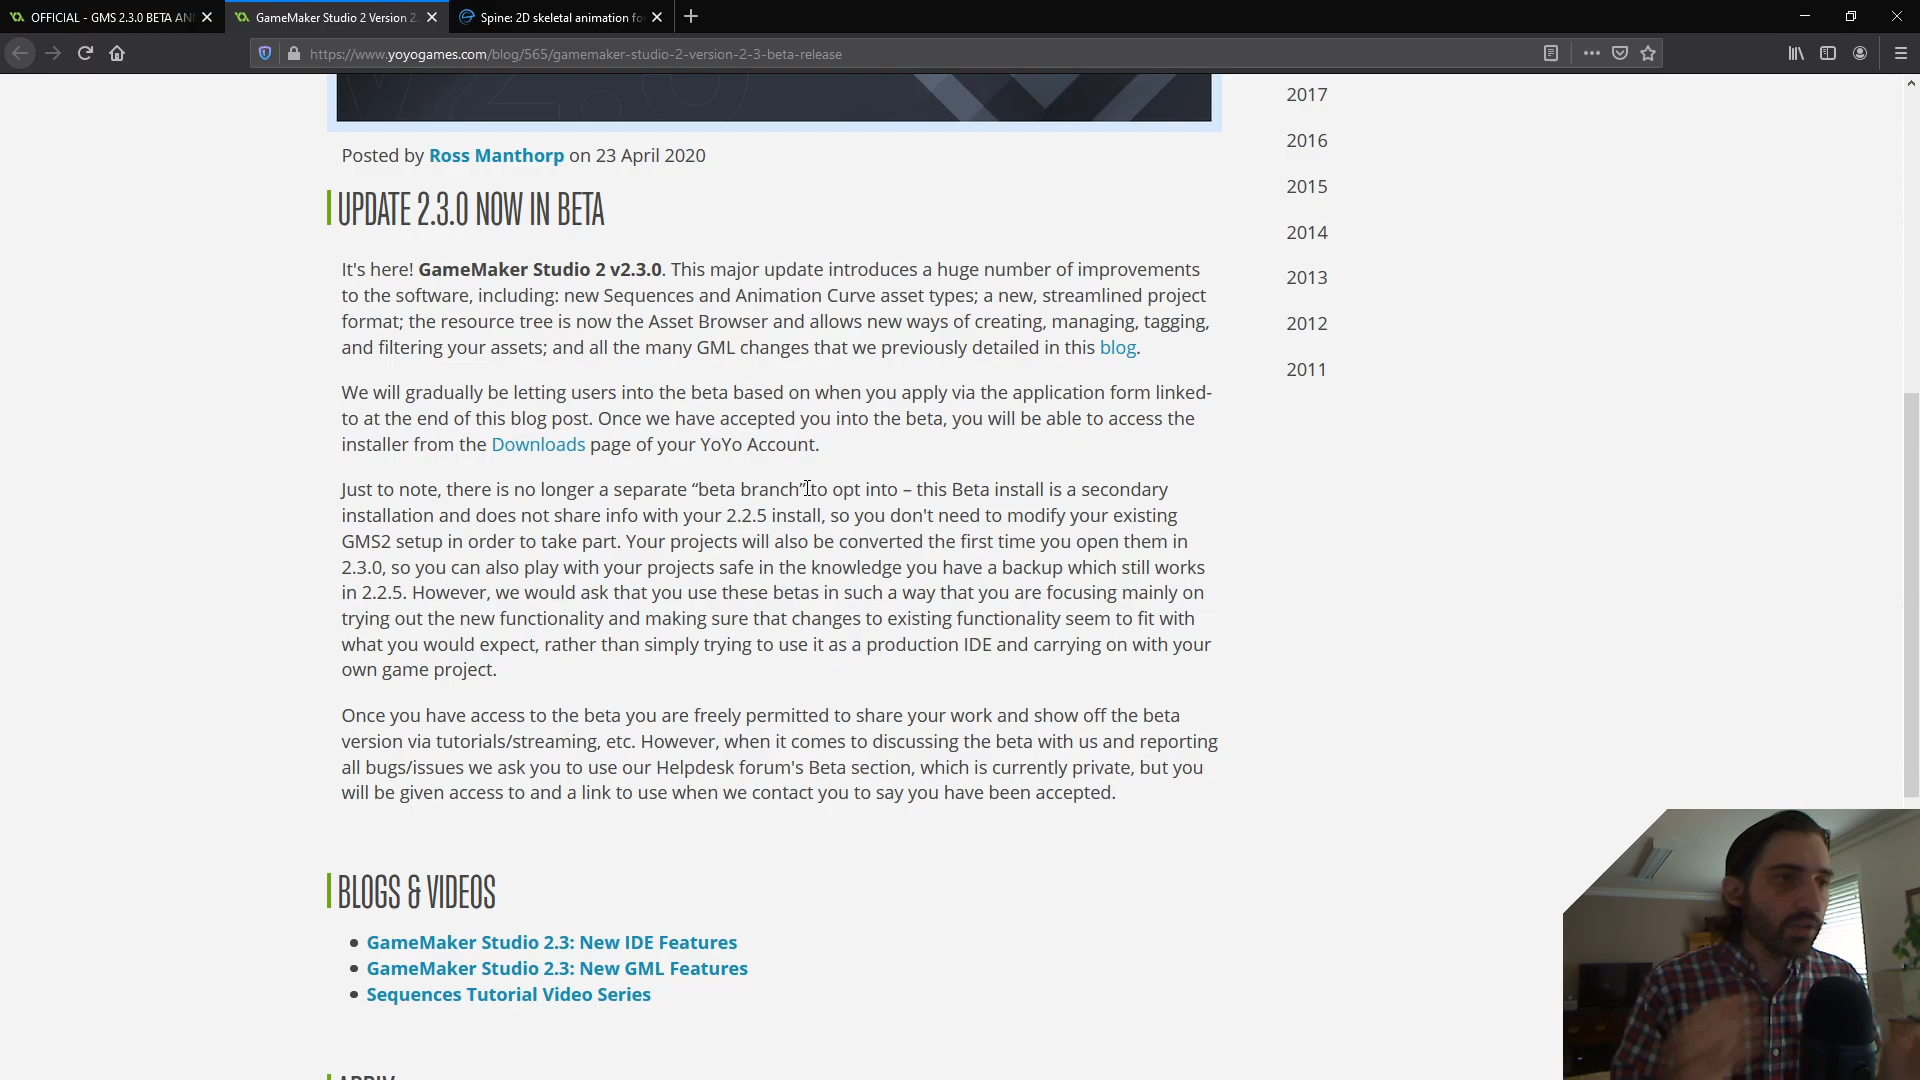 OFFICIAL - GMS 2.3.0 BETA AN
GameMaker Studio 2 Version 2.
Spine: 2D skeletal animation fo
https://www.yoyogames.com/blog/565/gamemaker-studio-2-version-2-3-beta-release
Posted by Ross Manthorp on 23 April 2020
UPDATE 2.3.0 NOW IN BETA
It's here! GameMaker Studio 2 v2.3.0. This major update introduces a huge number of improvements
to the software, including: new Sequences and Animation Curve asset types; a new, streamlined project
format; the resource tree is now the Asset Browser and allows new ways of creating, managing, tagging,
and filtering your assets; and all the many GML changes that we previously detailed in this blog.
We will gradually be letting users into the beta based on when you apply via the application form linked-
to at the end of this blog post. Once we have accepted you into the beta, you will be able to access the
installer from the Downloads page of your YoYo Account.
Just to note, there is no longer a separate “beta branch” to opt into – this Beta install is a secondary
installation and does not share info with your 2.2.5 install, so you don't need to modify your existing
GMS2 setup in order to take part. Your projects will also be converted the first time you open them in
2.3.0, so you can also play with your projects safe in the knowledge you have a backup which still works
in 2.2.5. However, we would ask that you use these betas in such a way that you are focusing mainly on
trying out the new functionality and making sure that changes to existing functionality seem to fit with
what you would expect, rather than simply trying to use it as a production IDE and carrying on with your
own game project.
Once you have access to the beta you are freely permitted to share your work and show off the beta
version via tutorials/streaming, etc. However, when it comes to discussing the beta with us and reporting
all bugs/issues we ask you to use our Helpdesk forum's Beta section, which is currently private, but you
will be given access to and a link to use when we contact you to say you have been accepted.
BLOGS & VIDEOS
GameMaker Studio 2.3: New IDE Features
GameMaker Studio 2.3: New GML Features
Sequences Tutorial Video Series
2017
2016
2015
2014
2013
2012
2011